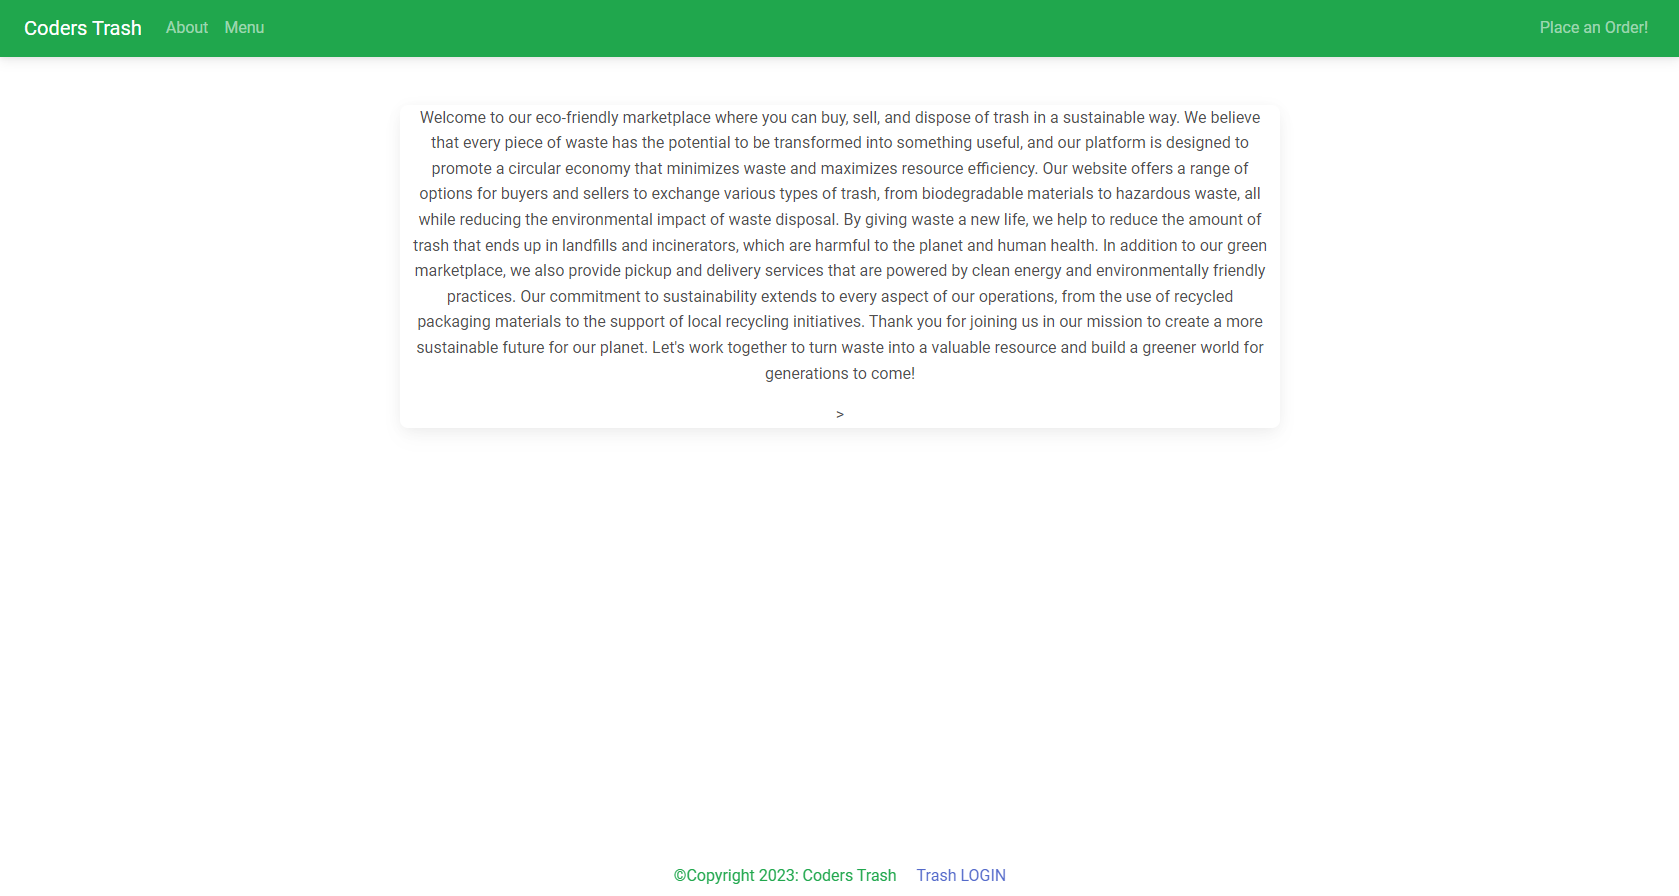 Coders Trash About Menu Place an Order!
Welcome to our eco-friendly marketplace where you can buy, sell, and dispose of trash in a sustainable way. We believe
that every piece of waste has the potential to be transformed into something useful, and our platform is designed to
promote a circular economy that minimizes waste and maximizes resource efficiency. Our website offers a range of
options for buyers and sellers to exchange various types of trash, from biodegradable materials to hazardous waste, all
while reducing the environmental impact of waste disposal. By giving waste a new life, we help to reduce the amount of
trash that ends up in landfills and incinerators, which are harmful to the planet and human health. In addition to our green
marketplace, we also provide pickup and delivery services that are powered by clean energy and environmentally friendly
practices. Our commitment to sustainability extends to every aspect of our operations, from the use of recycled
packaging materials to the support of local recycling initiatives. Thank you for joining us in our mission to create a more
sustainable future for our planet. Let's work together to turn waste into a valuable resource and build a greener world for
generations to come!
>
©Copyright 2023: Coders Trash Trash LOGIN